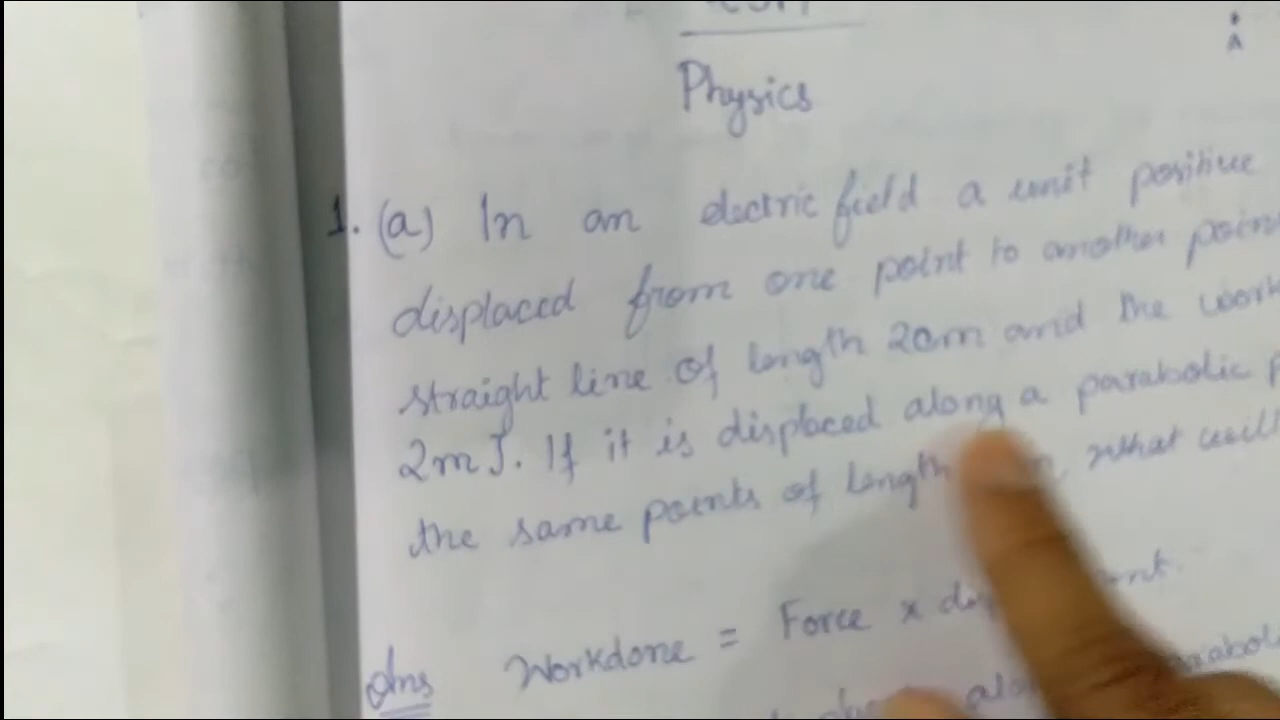 A
Physics
1. (a) In an electric field a unit positive
displaced from one point to another poin
straight line of length 20m and the work
2mJ. If it is displaced along a parabolic p
the same points of length what will
Ans Workdone = Force x